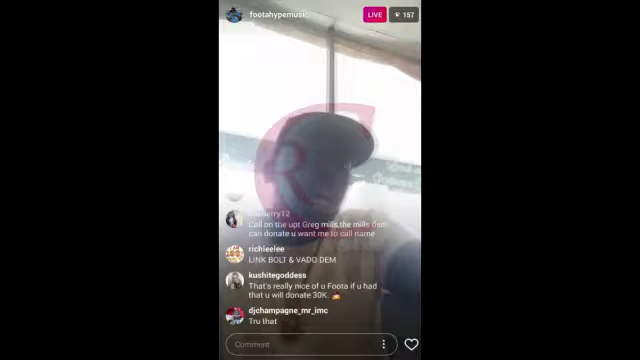 footahypemusic
LIVE
157
Call on the upt Greg mills,the mills dem
can donate u want me to call name
richleelee
LINK BOLT & VADO DEM
kushitegoddess
That's really nice of u Foota if u had
that u will donate 30K.
djchampagne_mr_imc
Tru that
Comment